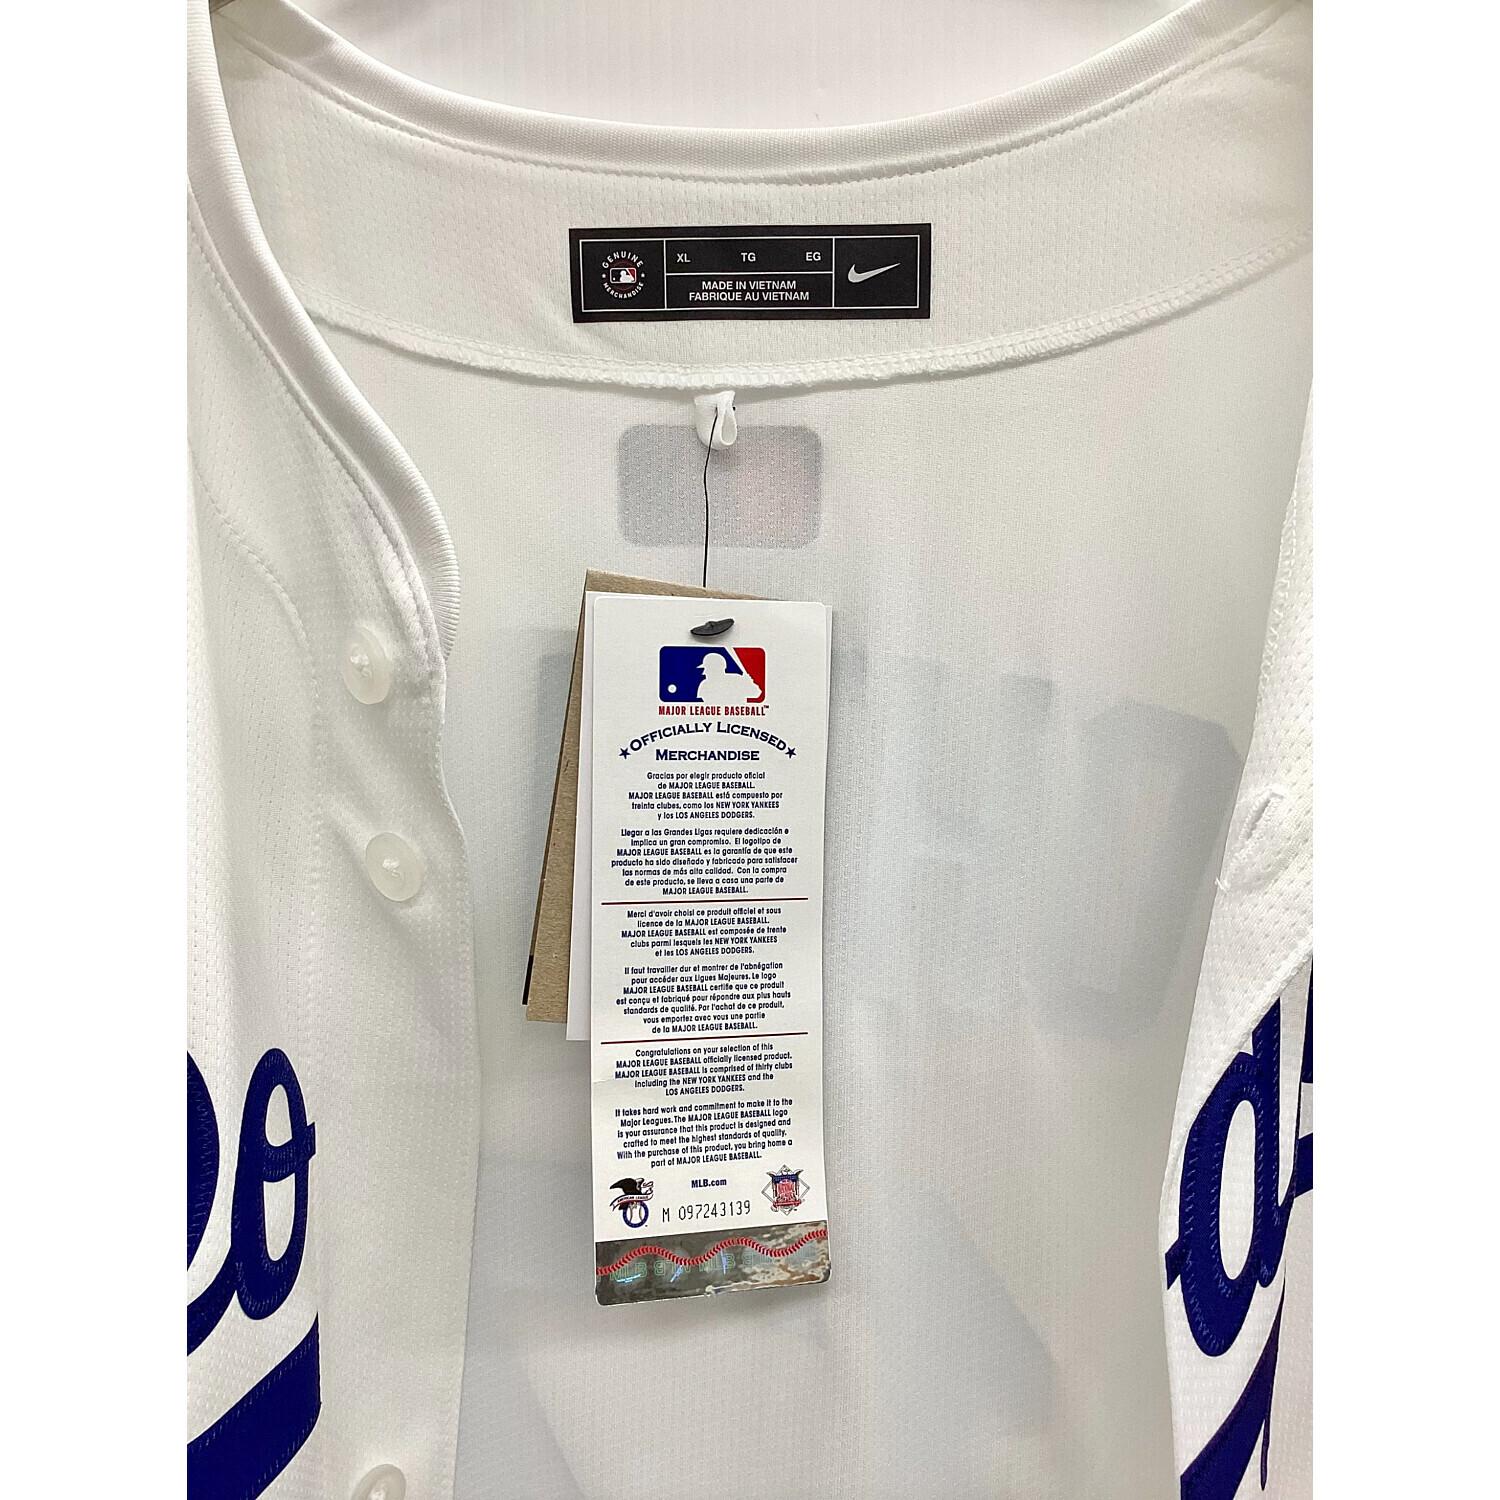 GENUINE
MERCHANDISE
XL TG EG
MADE IN VIETNAM
FABRIQUE AU VIETNAM
MAJOR LEAGUE BASEBALL™
OFFICIALLY LICENSED
MERCHANDISE
Gracias por elegir producto oficial
de MAJOR LEAGUE BASEBALL.
MAJOR LEAGUE BASEBALL está compuesto por
treinta clubes, como los NEW YORK YANKEES
y los LOS ANGELES DODGERS.
Llegar a las Grandes Ligas requiere dedicación e
implica un gran compromiso. El logotipo de
MAJOR LEAGUE BASEBALL es la garantía de que este
producto ha sido diseñado y fabricado para satisfacer
las normas de más alta calidad. Con la compra
de este producto, se lleva a casa una parte de
MAJOR LEAGUE BASEBALL.
Merci d'avoir choisi ce produit officiel et sous
licence de la MAJOR LEAGUE BASEBALL.
MAJOR LEAGUE BASEBALL est composée de trente
clubs parmi lesquels les NEW YORK YANKEES
et les LOS ANGELES DODGERS.
Il faut travailler dur et montrer de l'abnégation
pour accéder aux Ligues Majeures. Le logo
MAJOR LEAGUE BASEBALL certifie que ce produit
est conçu et fabriqué pour répondre aux plus hauts
standards de qualité. Par l'achat de ce produit,
vous emportez avec vous une partie
de la MAJOR LEAGUE BASEBALL.
Congratulations on your selection of this
MAJOR LEAGUE BASEBALL officially licensed product.
MAJOR LEAGUE BASEBALL is comprised of thirty clubs
including the NEW YORK YANKEES and the
LOS ANGELES DODGERS.
It takes hard work and commitment to make it to the
Major Leagues. The MAJOR LEAGUE BASEBALL logo
is your assurance that this product is designed and
crafted to meet the highest standards of quality.
With the purchase of this product, you bring home a
part of MAJOR LEAGUE BASEBALL.
MLB.com
AMERICAN LEAGUE
M 097243139